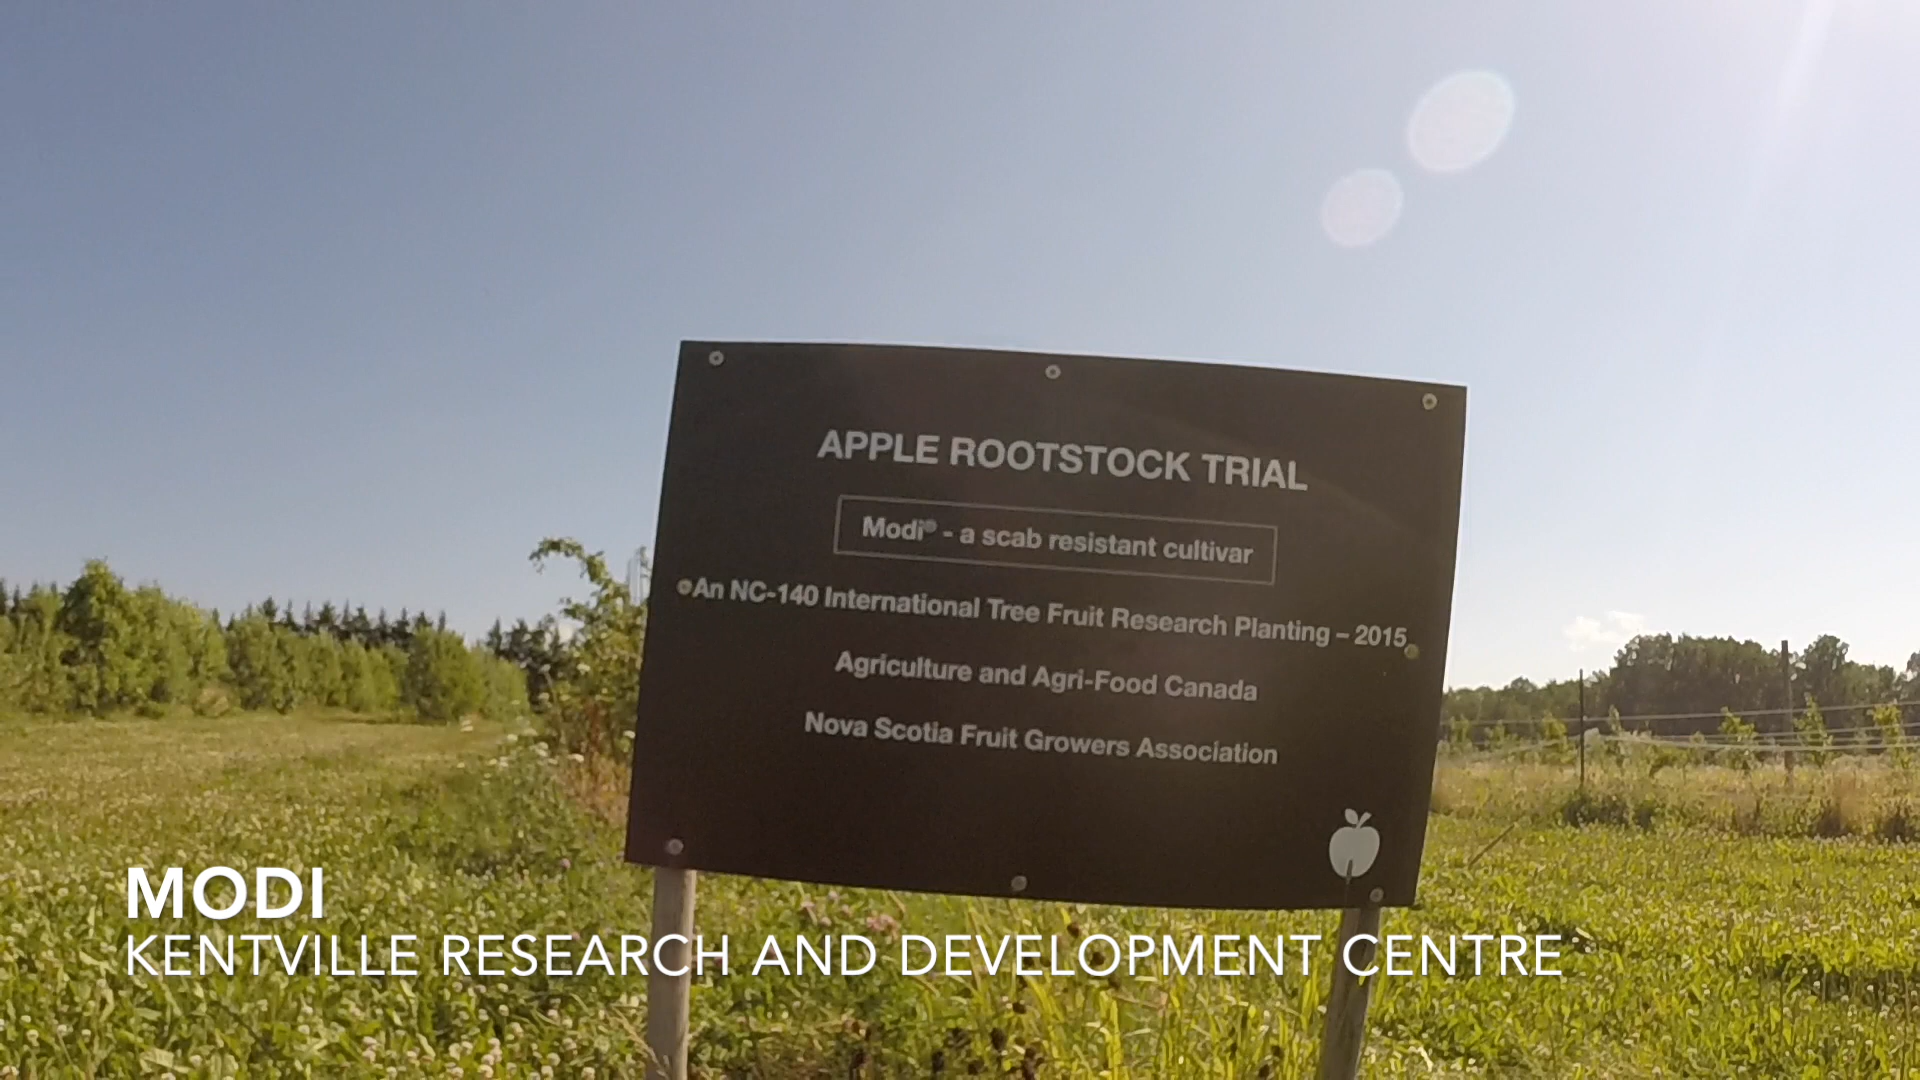 APPLE ROOTSTOCK TRIAL
Modi® - a scab resistant cultivar
An NC-140 International Tree Fruit Research Planting – 2015
Agriculture and Agri-Food Canada
Nova Scotia Fruit Growers Association
MODI
KENTVILLE RESEARCH AND DEVELOPMENT CENTRE